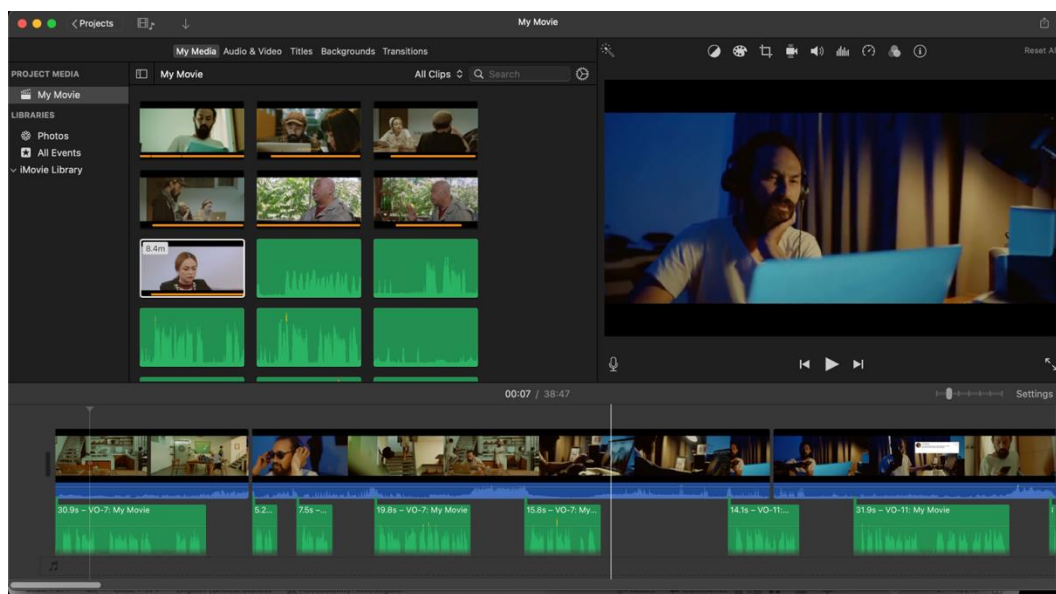 Projects
My Movie
My Media Audio & Video Titles Backgrounds Transitions
Reset Al
PROJECT MEDIA
My Movie
All Clips
Search
My Movie
LIBRARIES
Photos
All Events
iMovie Library
8.4m
00:07 / 38:47
Settings
30.9s – VO-7: My Movie
5.2...
7.5s –...
19.8s – VO-7: My Movie
15.8s – VO-7: My...
14.1s – VO-11:...
31.9s – VO-11: My Movie